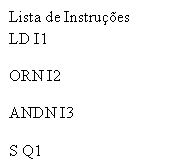 Lista de Instruções
LD I1
ORN I2
ANDN I3
S Q1